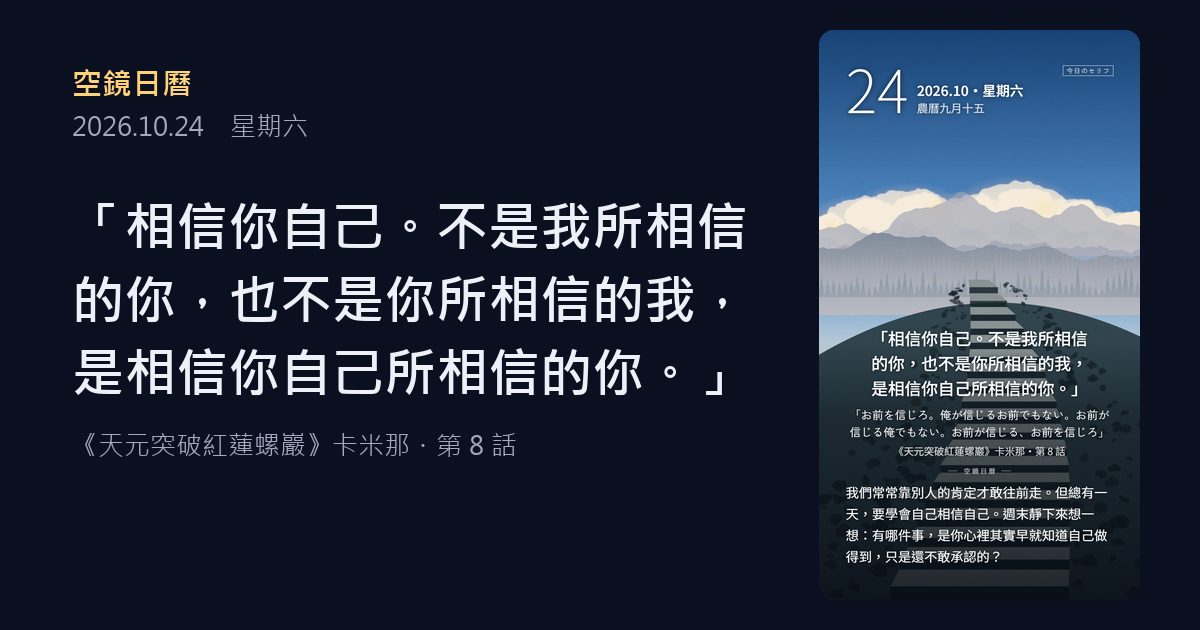 空鏡日曆
2026.10.24 星期六
「相信你自己。不是我所相信
的你，也不是你所相信的我，
是相信你自己所相信的你。」
《天元突破紅蓮螺巖》卡米那．第 8 話
24
2026.10・星期六
農曆九月十五
今日のセリフ
「相信你自己。不是我所相信
的你，也不是你所相信的我，
是相信你自己所相信的你。」
「お前を信じろ。俺が信じるお前でもない。お前が
信じる俺でもない。お前が信じる、お前を信じろ」
《天元突破紅蓮螺巖》卡米那・第 8 話
— 空鏡日曆 —
我們常常靠別人的肯定才敢往前走。但總有一
天，要學會自己相信自己。週末靜下來想一
想：有哪件事，是你心裡其實早就知道自己做
得到，只是還不敢承認的？